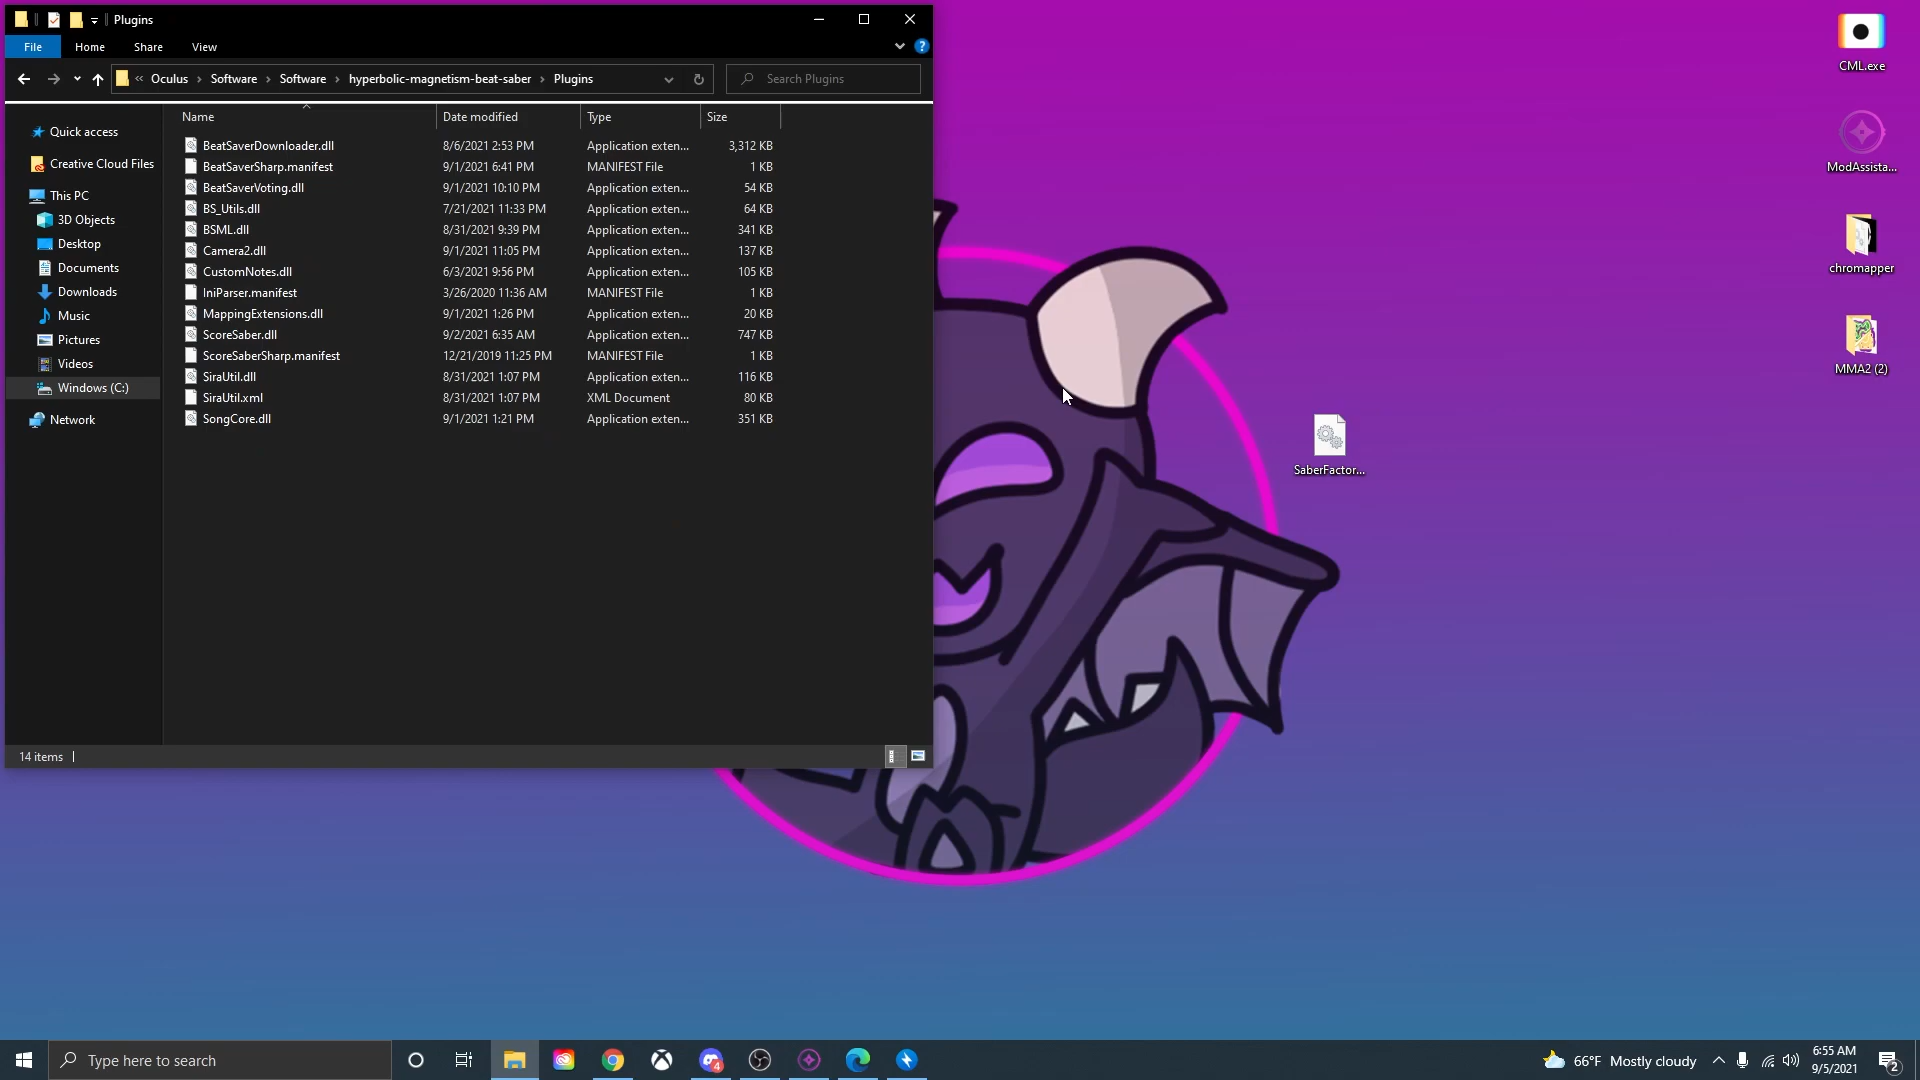 Plugins
File Home Share View
« Oculus › Software › Software › hyperbolic-magnetism-beat-saber › Plugins
Search Plugins
Name Date modified Type Size
Quick access
Creative Cloud Files
This PC
3D Objects
Desktop
Documents
Downloads
Music
Pictures
Videos
Windows (C:)
Network
BeatSaverDownloader.dll 8/6/2021 2:53 PM Application exten... 3,312 KB
BeatSaverSharp.manifest 9/1/2021 6:41 PM MANIFEST File 1 KB
BeatSaverVoting.dll 9/1/2021 10:10 PM Application exten... 54 KB
BS_Utils.dll 7/21/2021 11:33 PM Application exten... 64 KB
BSML.dll 8/31/2021 9:39 PM Application exten... 341 KB
Camera2.dll 9/1/2021 11:05 PM Application exten... 137 KB
CustomNotes.dll 6/3/2021 9:56 PM Application exten... 105 KB
IniParser.manifest 3/26/2020 11:36 AM MANIFEST File 1 KB
MappingExtensions.dll 9/1/2021 1:26 PM Application exten... 20 KB
ScoreSaber.dll 9/2/2021 6:35 AM Application exten... 747 KB
ScoreSaberSharp.manifest 12/21/2019 11:25 PM MANIFEST File 1 KB
SiraUtil.dll 8/31/2021 1:07 PM Application exten... 116 KB
SiraUtil.xml 8/31/2021 1:07 PM XML Document 80 KB
SongCore.dll 9/1/2021 1:21 PM Application exten... 351 KB
14 items
CML.exe
ModAssista...
chromapper
MMA2 (2)
SaberFactor...
Type here to search
4
66°F Mostly cloudy
6:55 AM
9/5/2021
2